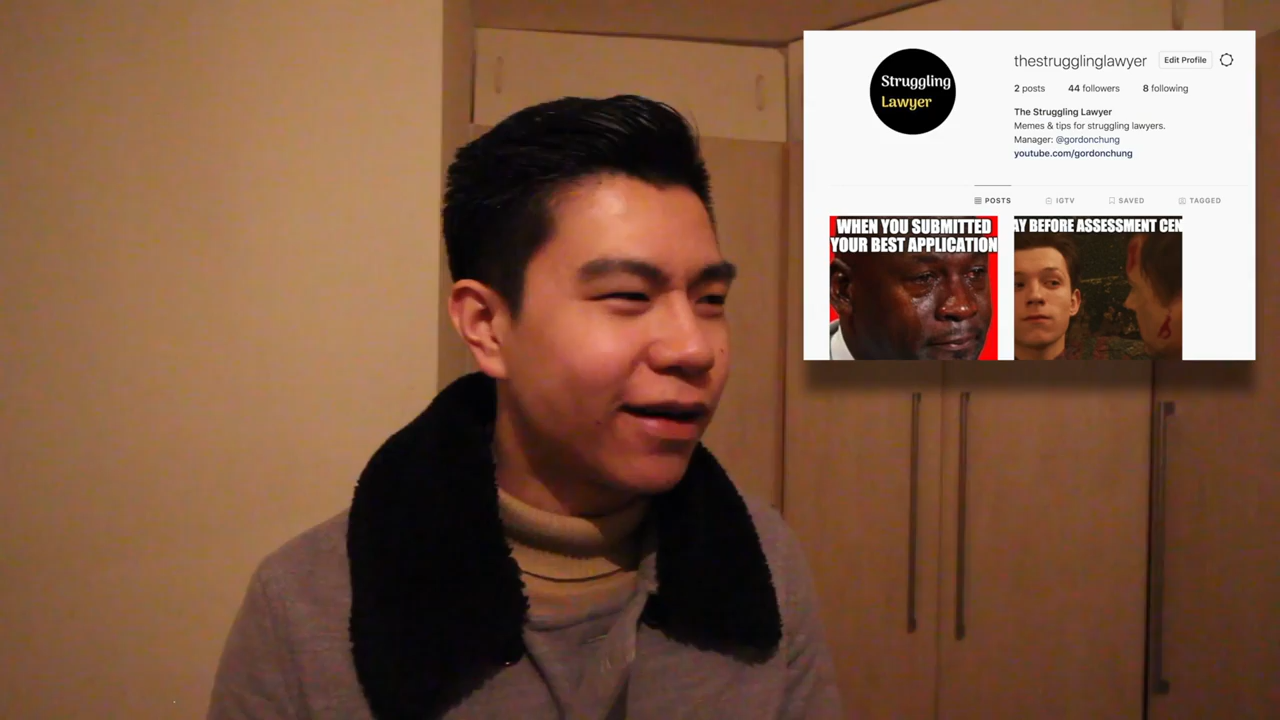 Struggling
Lawyer
thestrugglinglawyer
Edit Profile
2 posts 44 followers 8 following
The Struggling Lawyer
Memes & tips for struggling lawyers.
Manager: @gordonchung
youtube.com/gordonchung
POSTS IGTV SAVED TAGGED
WHEN YOU SUBMITTED
YOUR BEST APPLICATION
AY BEFORE ASSESSMENT CEN